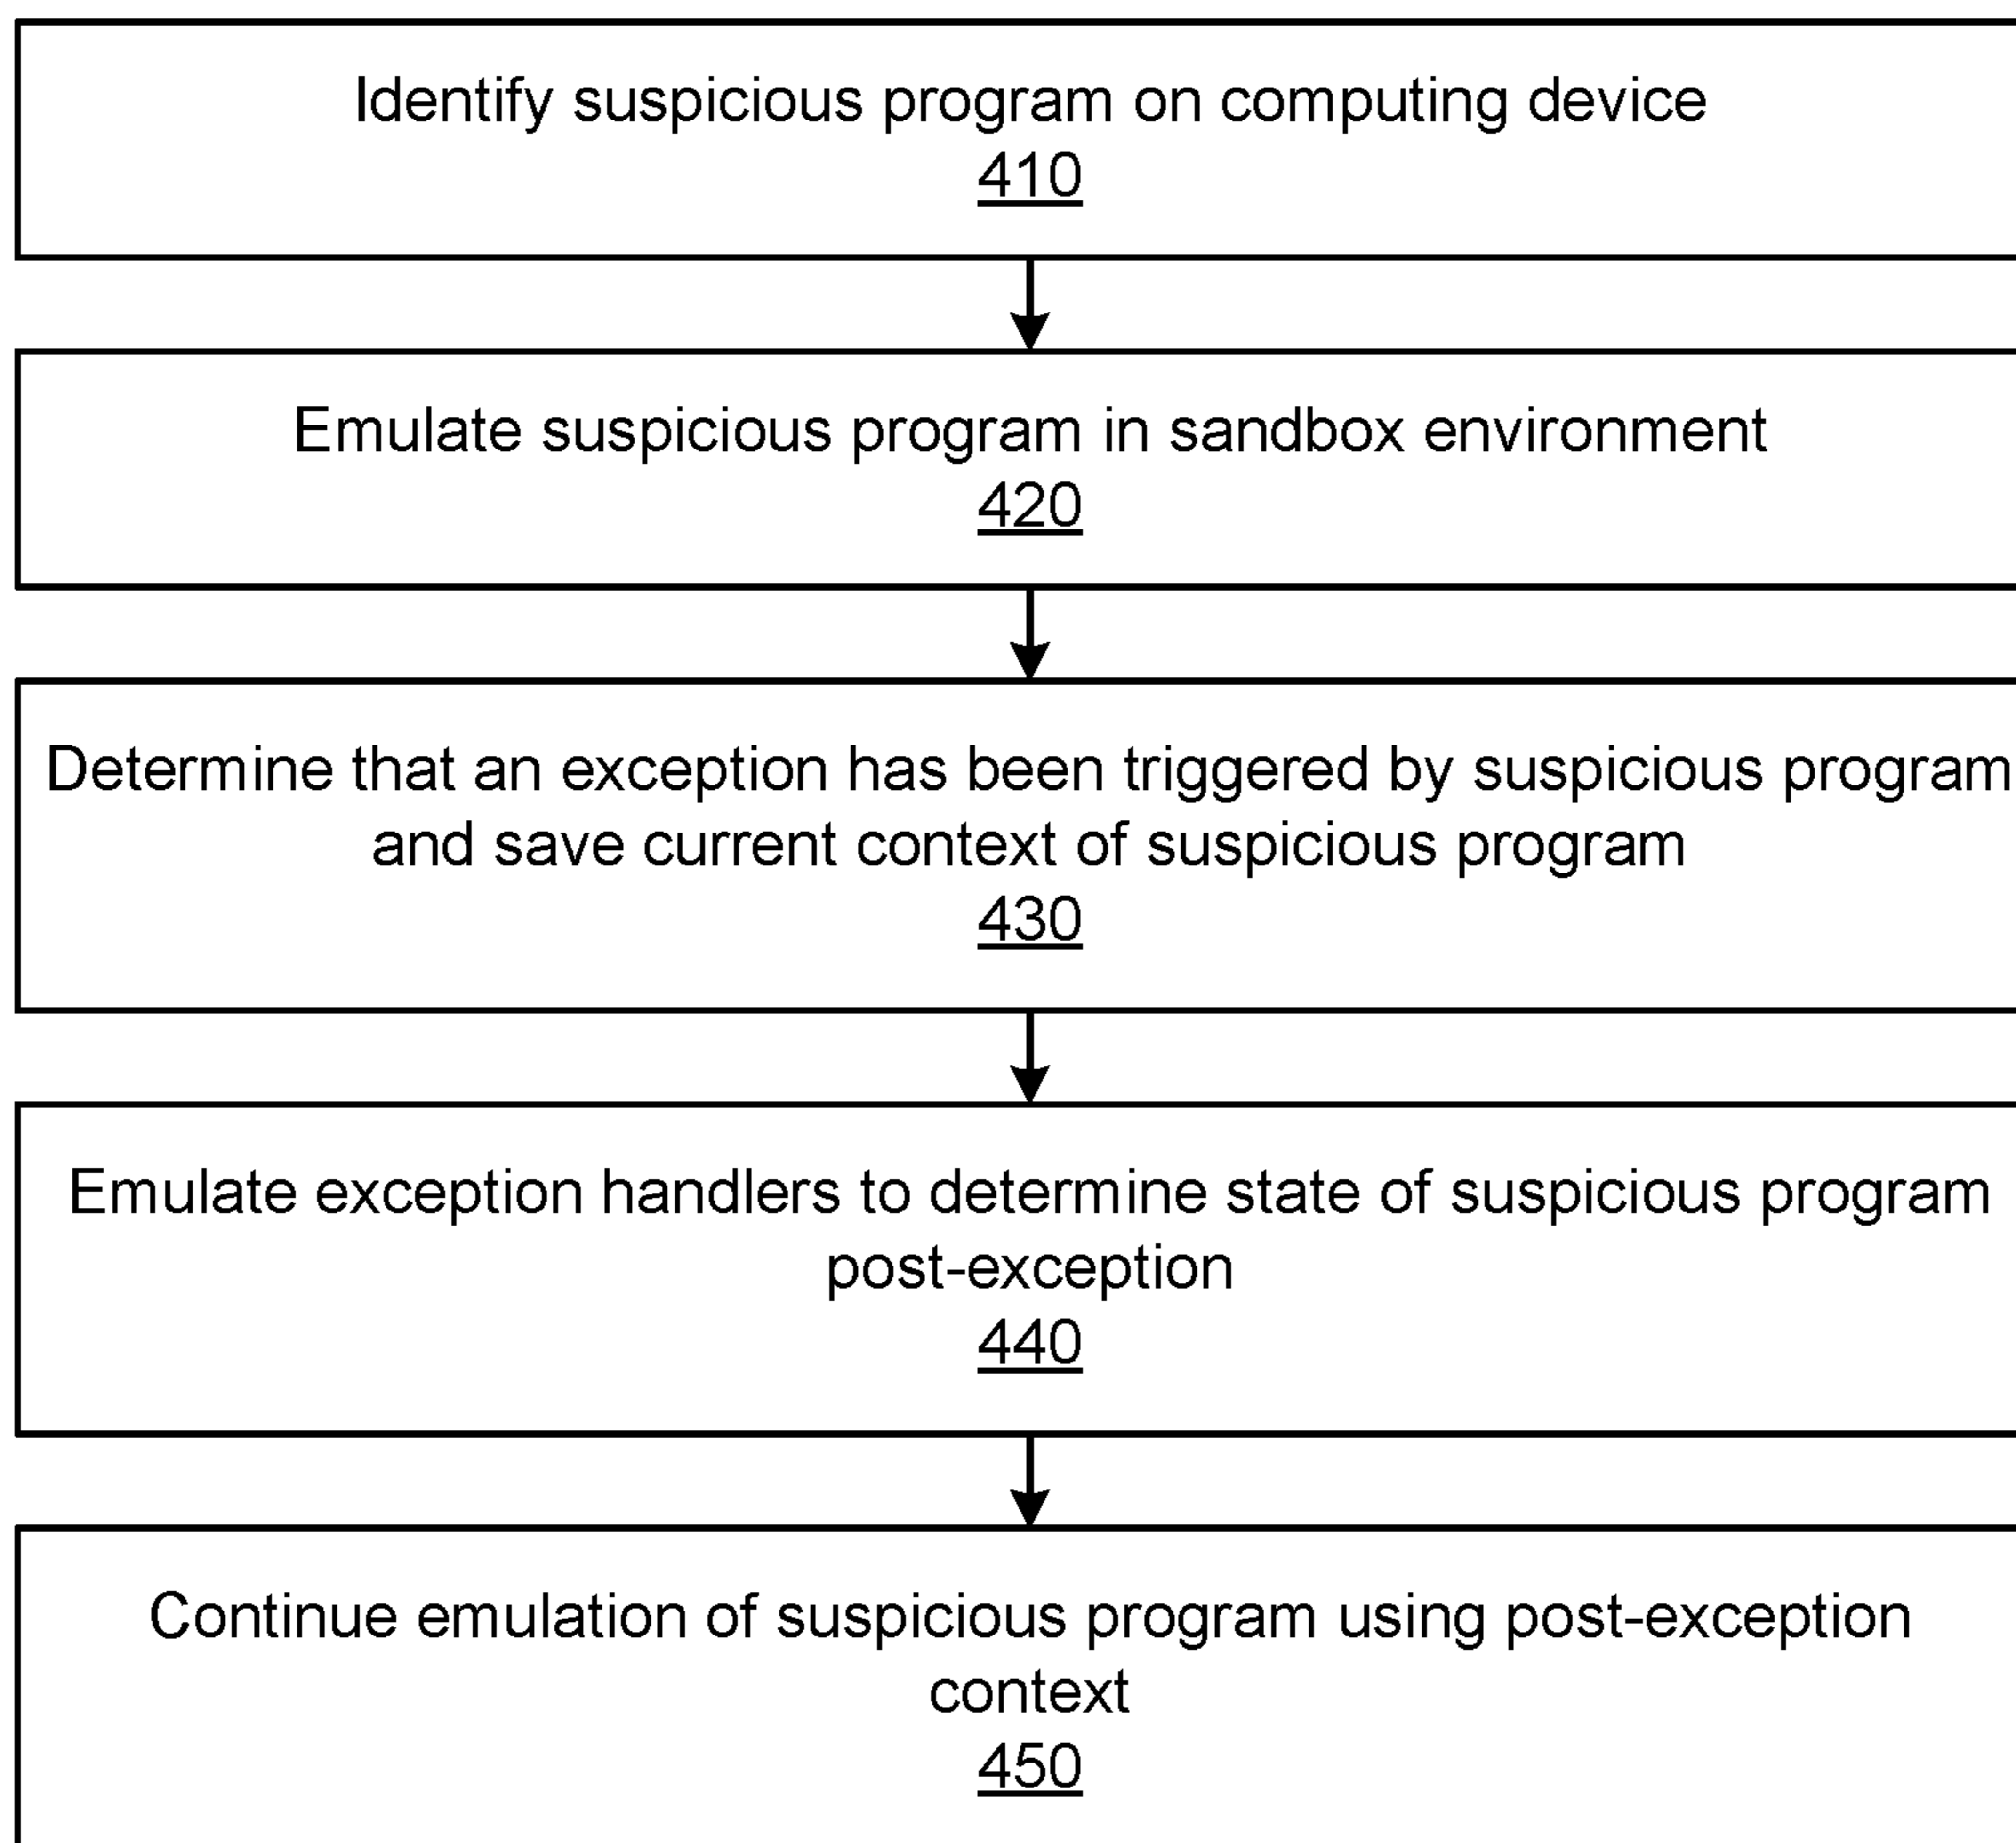 Identify suspicious program on computing device
410
Emulate suspicious program in sandbox environment
420
Determine that an exception has been triggered by suspicious program
and save current context of suspicious program
430
Emulate exception handlers to determine state of suspicious program
post-exception
440
Continue emulation of suspicious program using post-exception
context
450